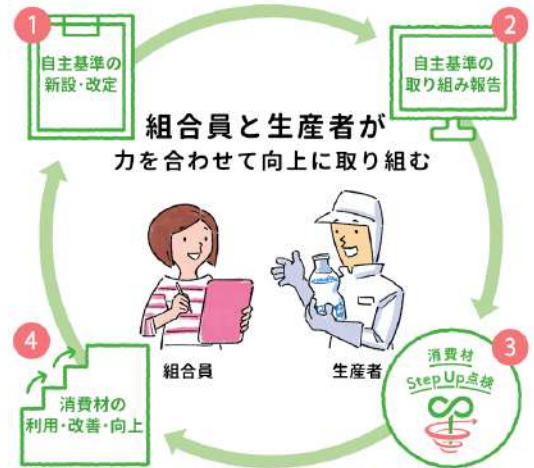 1
自主基準の
新設・改定
2
自主基準の
取り組み報告
組合員と生産者が
力を合わせて向上に取り組む
組合員
生産者
3
消費材
Step Up点検
4
消費材の
利用・改善・向上